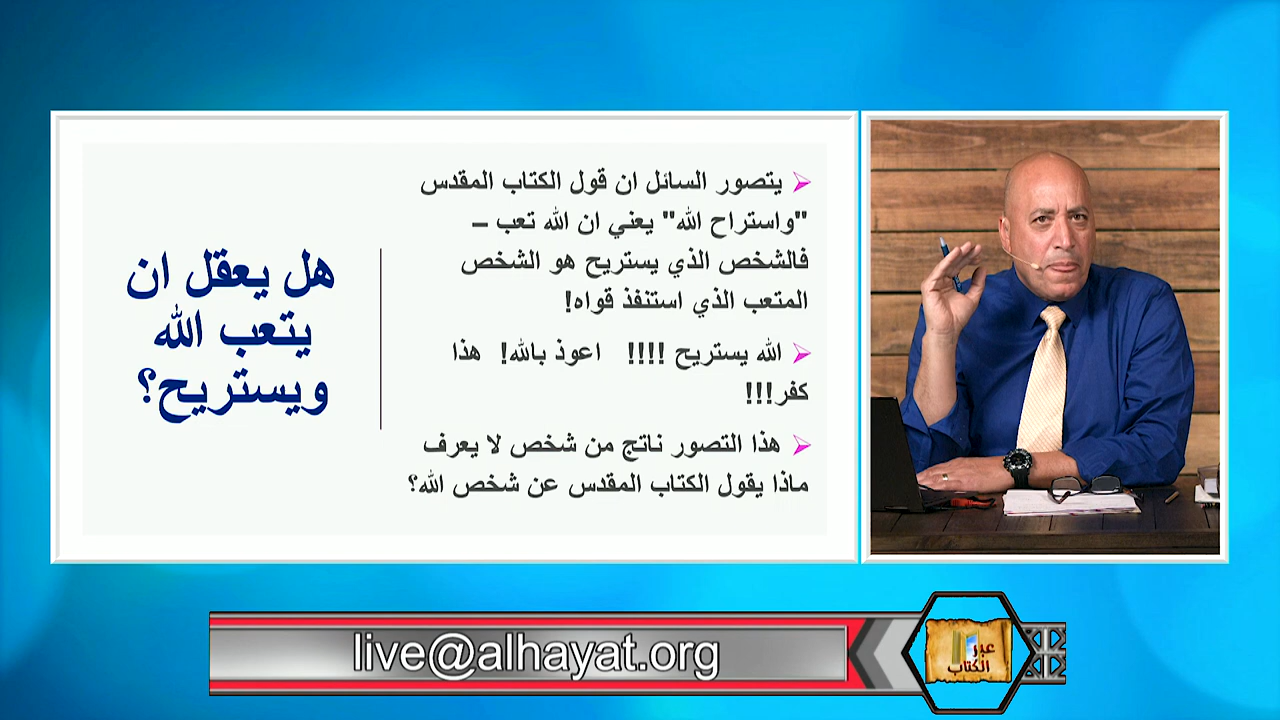 هل يعقل ان
يتعب الله
ويستريح؟
يتصور السائل ان قول الكتاب المقدس
"واستراح الله" يعني ان الله تعب –
فالشخص الذي يستريح هو الشخص
المتعب الذي استنفذ قواه!
الله يستريح !!!! اعوذ بالله! هذا
كفر!!!
هذا التصور ناتج من شخص لا يعرف
ماذا يقول الكتاب المقدس عن شخص الله؟
live@alhayat.org
عبر
الكتاب